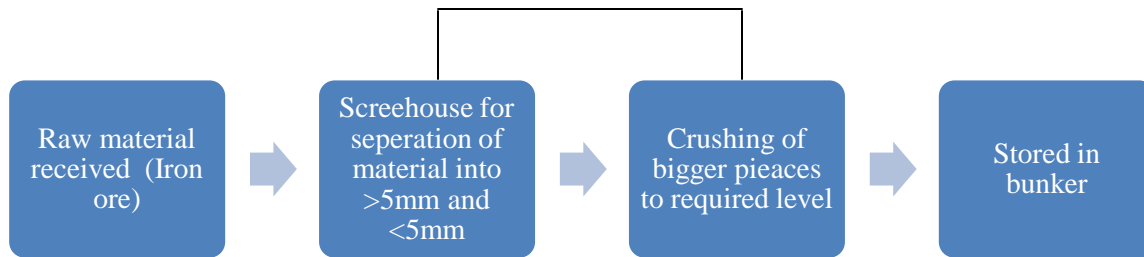 Raw material
received  (Iron
ore)
Screehouse for
seperation of
material into
>5mm and
<5mm
Crushing of
bigger pieaces
to required level
Stored in
bunker